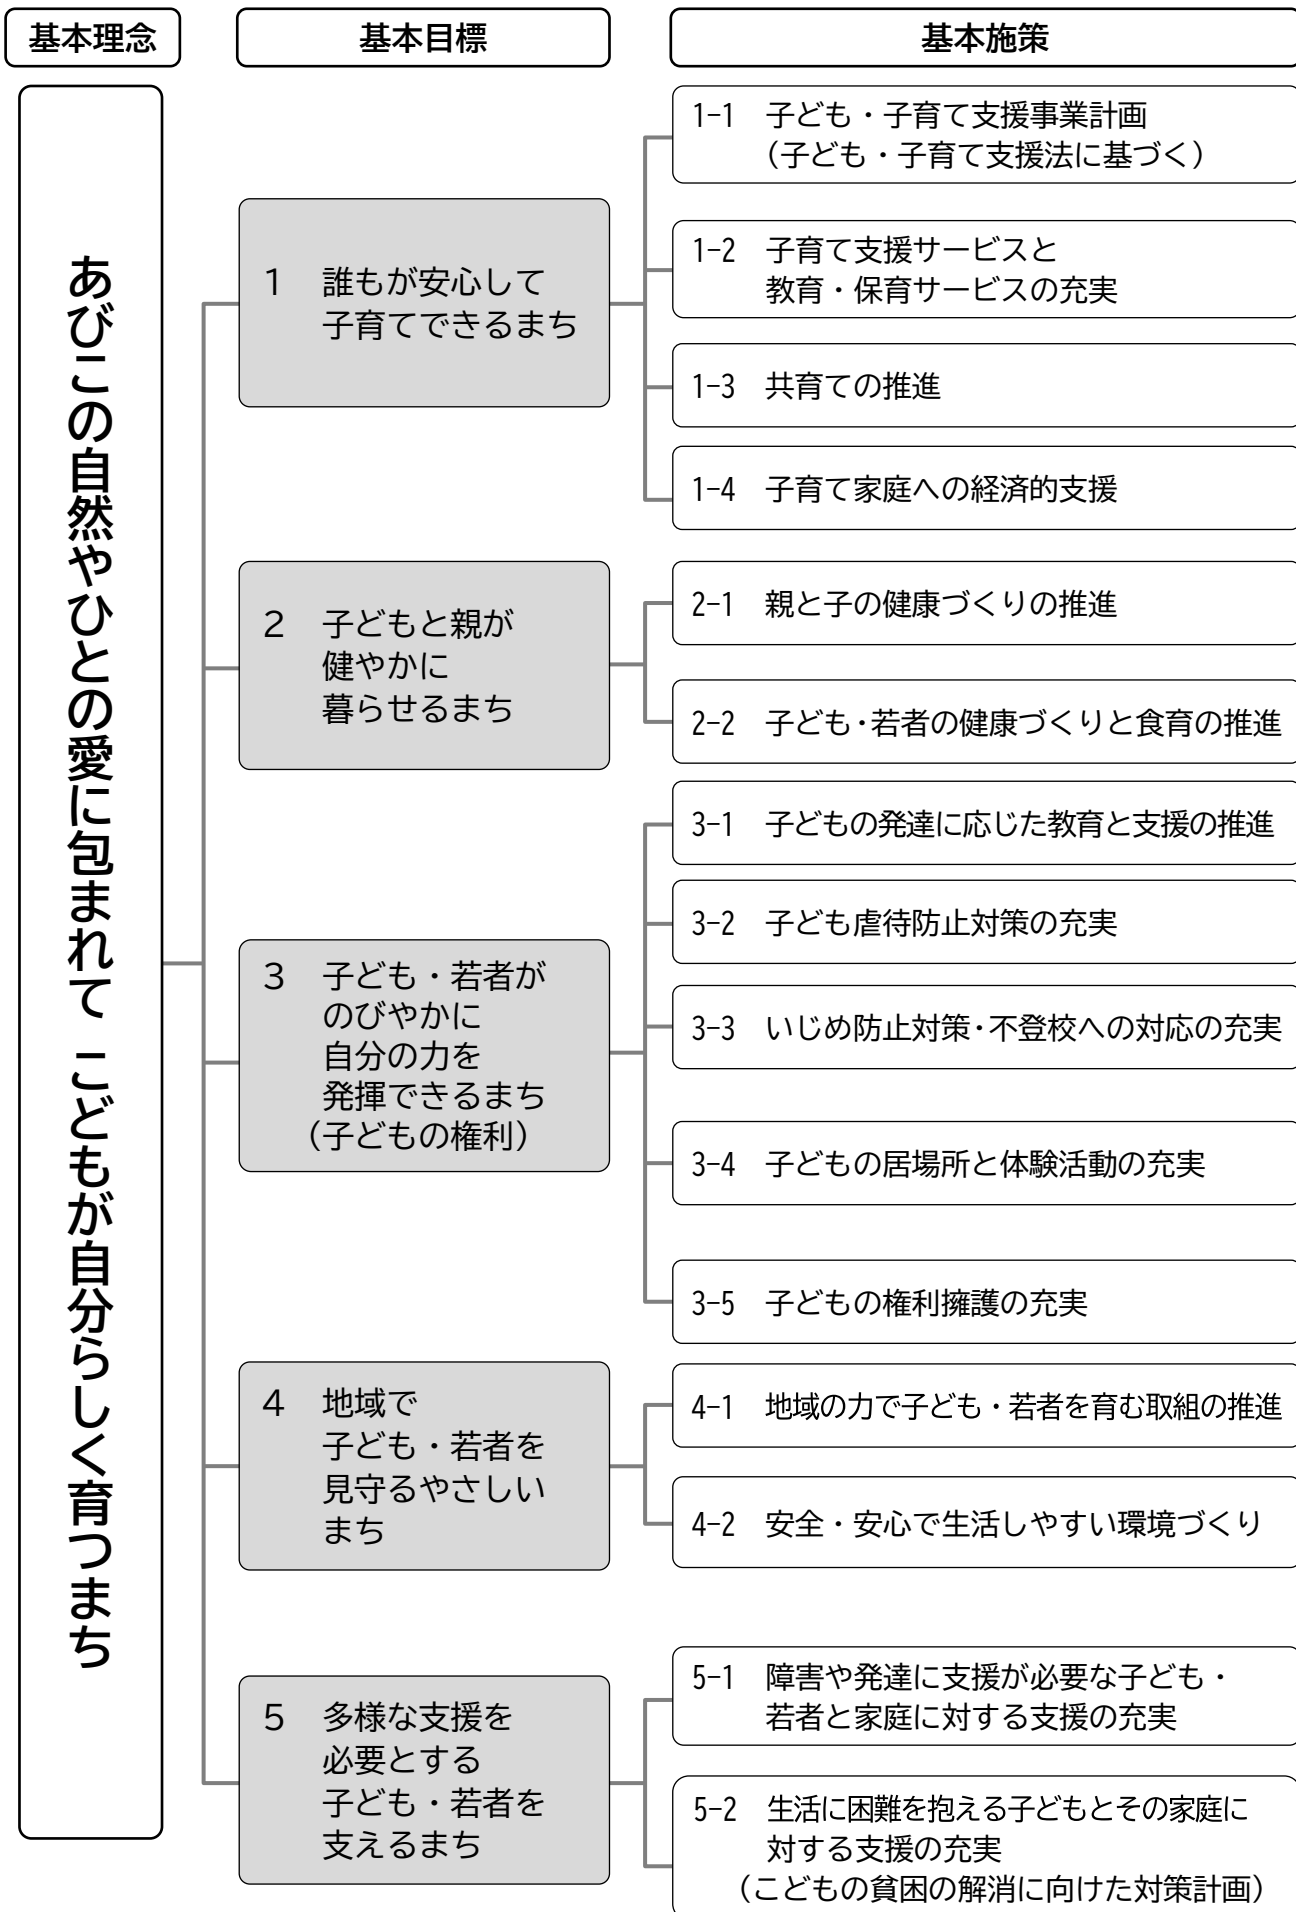 基本理念
基本目標
基本施策
あびこの自然やひとの愛に包まれて こどもが自分らしく育つまち
1 誰もが安心して
子育てできるまち
1-1 子ども・子育て支援事業計画
（子ども・子育て支援法に基づく）
1-2 子育て支援サービスと
教育・保育サービスの充実
1-3 共育ての推進
1-4 子育て家庭への経済的支援
2 子どもと親が
健やかに
暮らせるまち
2-1 親と子の健康づくりの推進
2-2 子ども・若者の健康づくりと食育の推進
3 子ども・若者が
のびやかに
自分の力を
発揮できるまち
（子どもの権利）
3-1 子どもの発達に応じた教育と支援の推進
3-2 子ども虐待防止対策の充実
3-3 いじめ防止対策・不登校への対応の充実
3-4 子どもの居場所と体験活動の充実
3-5 子どもの権利擁護の充実
4 地域で
子ども・若者を
見守るやさしい
まち
4-1 地域の力で子ども・若者を育む取組の推進
4-2 安全・安心で生活しやすい環境づくり
5 多様な支援を
必要とする
子ども・若者を
支えるまち
5-1 障害や発達に支援が必要な子ども・
若者と家庭に対する支援の充実
5-2 生活に困難を抱える子どもとその家庭に
対する支援の充実
（こどもの貧困の解消に向けた対策計画）